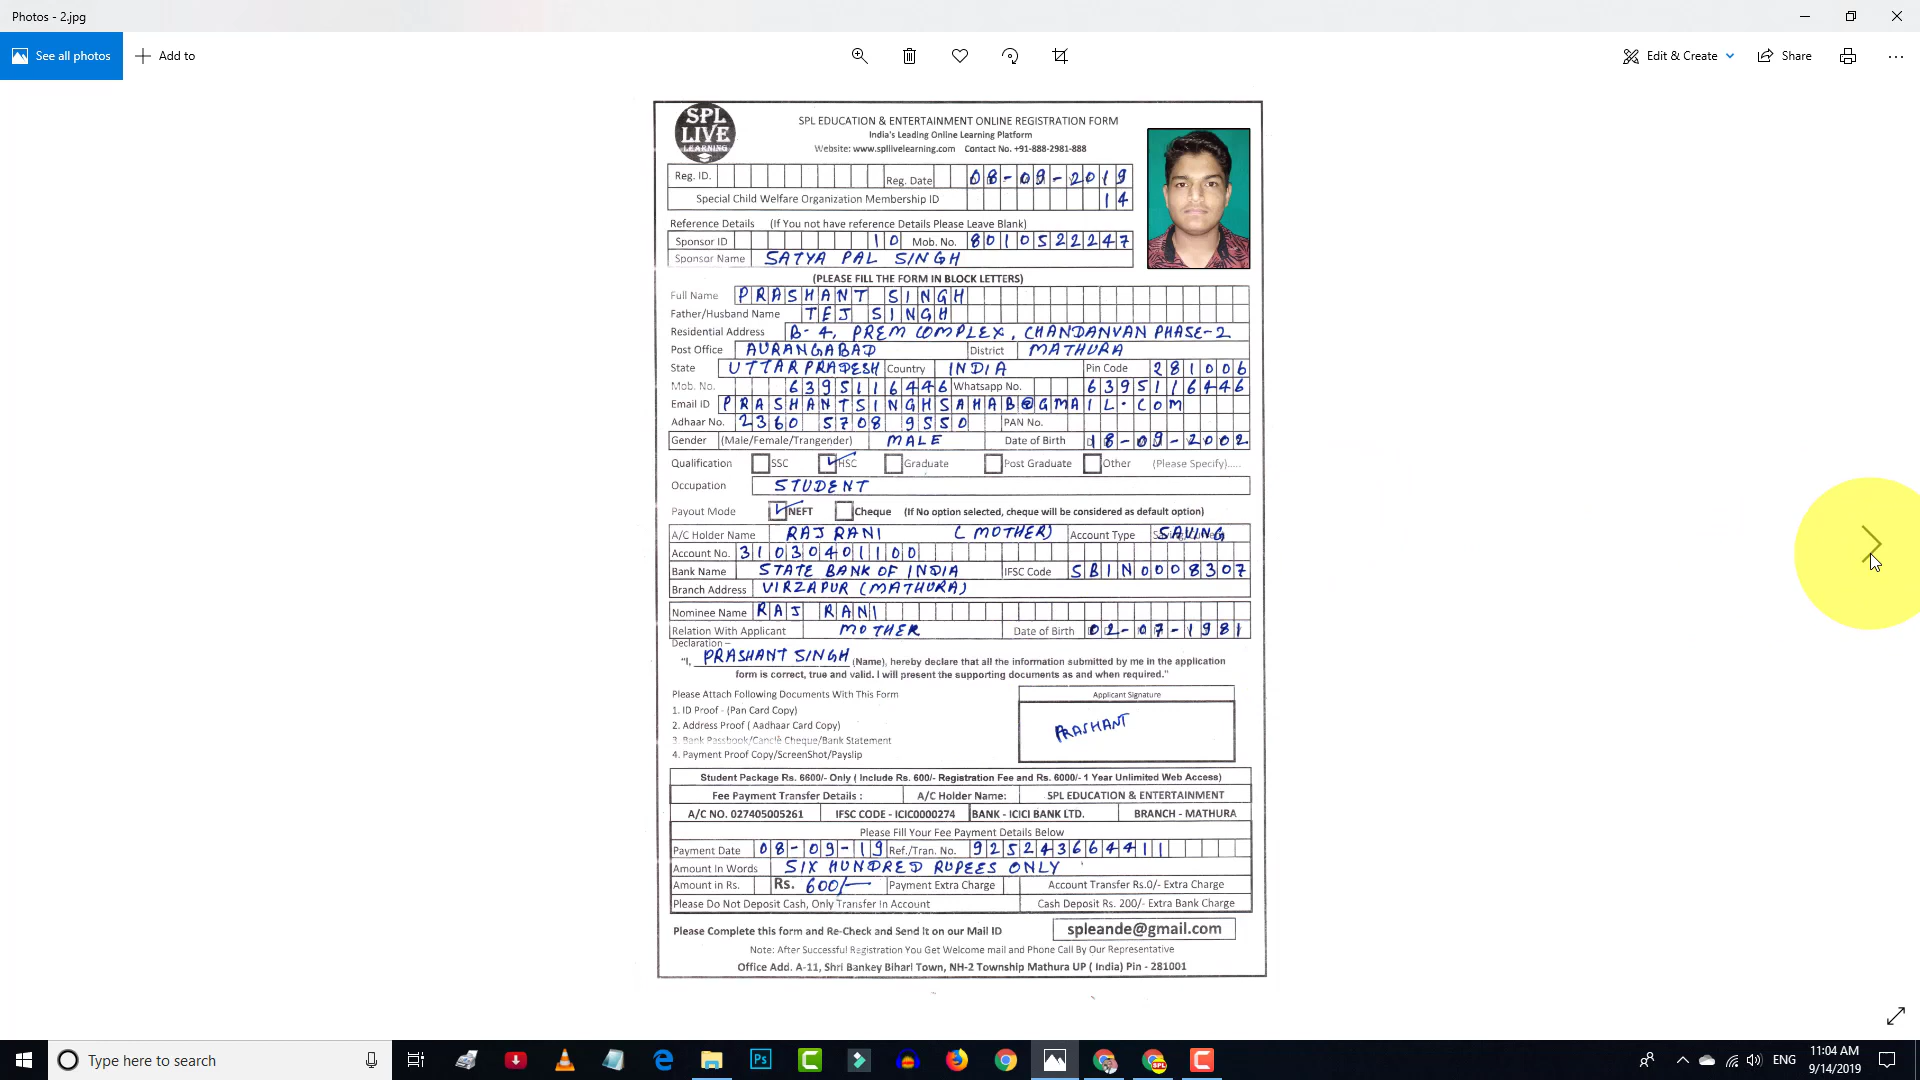 Photos - 2.jpg
See all photos
Add to
Edit & Create
Share
SPL
LIVE
LEARNING
SPL EDUCATION & ENTERTAINMENT ONLINE REGISTRATION FORM
India's Leading Online Learning Platform
Website: www.spllivelearning.com Contact No. +91-888-2981-888
Reg. ID. Reg. Date 08-09-2019
Special Child Welfare Organization Membership ID 14
Reference Details (If You not have reference Details Please Leave Blank)
Sponsor ID 10 Mob. No. 8010522247
Sponsor Name SATYA PAL SINGH
(PLEASE FILL THE FORM IN BLOCK LETTERS)
Full Name PRASHANT SINGH
Father/Husband Name TEJ SINGH
Residential Address B-4, PREM COMPLEX, CHANDANVAN PHASE-2
Post Office AURANGABAD District MATHURA
State UTTAR PRADESH Country INDIA Pin Code 281006
Mob. No. 6395116446 Whatsapp No. 6395116446
Email ID PRASHANTSINGHSAHAB@GMAIL.COM
Adhaar No. 2360 5708 9550 PAN No.
Gender (Male/Female/Trangender) MALE Date of Birth 18-09-2002
Qualification SSC HSC Graduate Post Graduate Other (Please Specify).....
Occupation STUDENT
Payout Mode NEFT Cheque (If No option selected, cheque will be considered as default option)
A/C Holder Name RAJ RANI (MOTHER) Account Type SAVING
Account No. 31030401100
Bank Name STATE BANK OF INDIA IFSC Code SBIN0008307
Branch Address VIRZAPUR (MATHURA)
Nominee Name RAJ RANI
Relation With Applicant MOTHER Date of Birth 02-07-1981
Declaration –
"I, PRASHANT SINGH (Name), hereby declare that all the information submitted by me in the application
form is correct, true and valid. I will present the supporting documents as and when required."
Please Attach Following Documents With This Form Applicant Signature
1. ID Proof - (Pan Card Copy)
2. Address Proof ( Aadhaar Card Copy) PRASHANT
3. Bank Passbook/Cancle Cheque/Bank Statement
4. Payment Proof Copy/ScreenShot/Payslip
Student Package Rs. 6600/- Only ( Include Rs. 600/- Registration Fee and Rs. 6000/- 1 Year Unlimited Web Access)
Fee Payment Transfer Details : A/C Holder Name: SPL EDUCATION & ENTERTAINMENT
A/C NO. 027405005261 IFSC CODE - ICIC0000274 BANK - ICICI BANK LTD. BRANCH - MATHURA
Please Fill Your Fee Payment Details Below
Payment Date 08-09-19 Ref./Tran. No. 925243664411
Amount In Words SIX HUNDRED RUPEES ONLY
Amount in Rs. Rs. 600/- Payment Extra Charge Account Transfer Rs.0/- Extra Charge
Please Do Not Deposit Cash, Only Transfer In Account Cash Deposit Rs. 200/- Extra Bank Charge
Please Complete this form and Re-Check and Send It on our Mail ID spleande@gmail.com
Note: After Successful Registration You Get Welcome mail and Phone Call By Our Representative
Office Add. A-11, Shri Bankey Bihari Town, NH-2 Township Mathura UP ( India) Pin - 281001
Type here to search
Ps
ENG
11:04 AM
9/14/2019